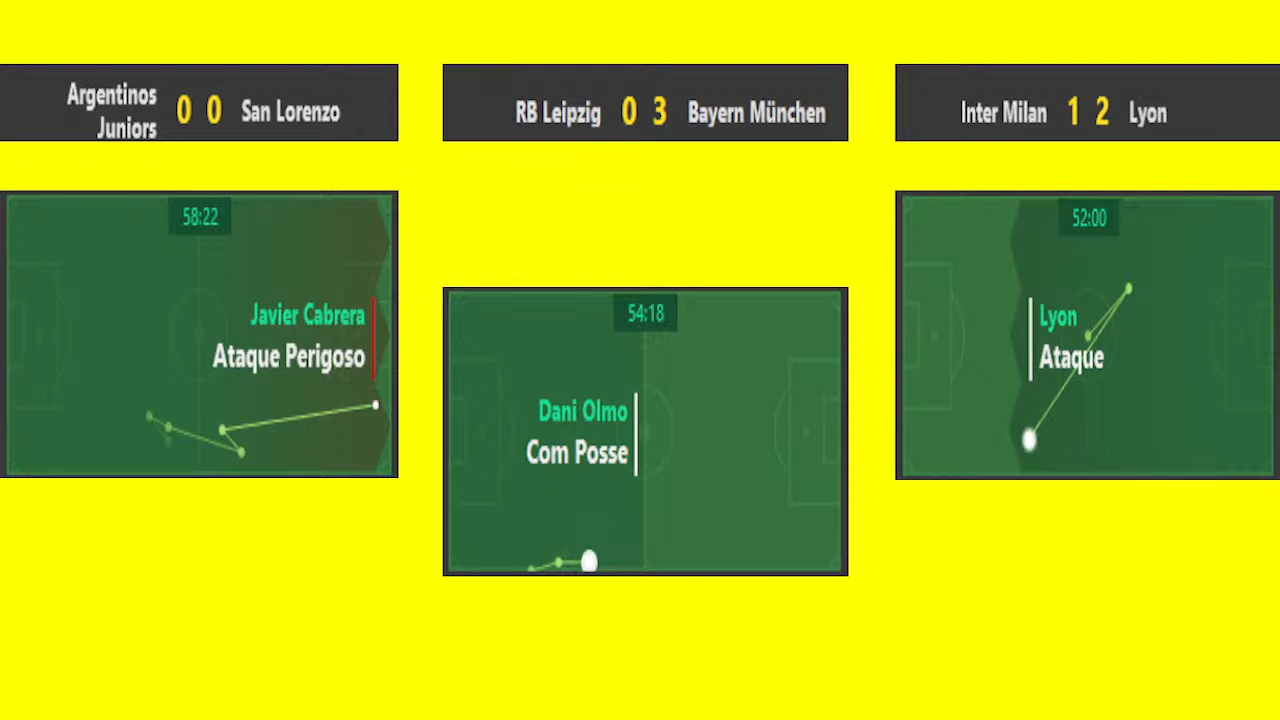 Argentinos
Juniors
0 0
San Lorenzo
RB Leipzig 0 3 Bayern München
Inter Milan 1 2 Lyon
58:22
Javier Cabrera
Ataque Perigoso
54:18
Dani Olmo
Com Posse
52:00
Lyon
Ataque